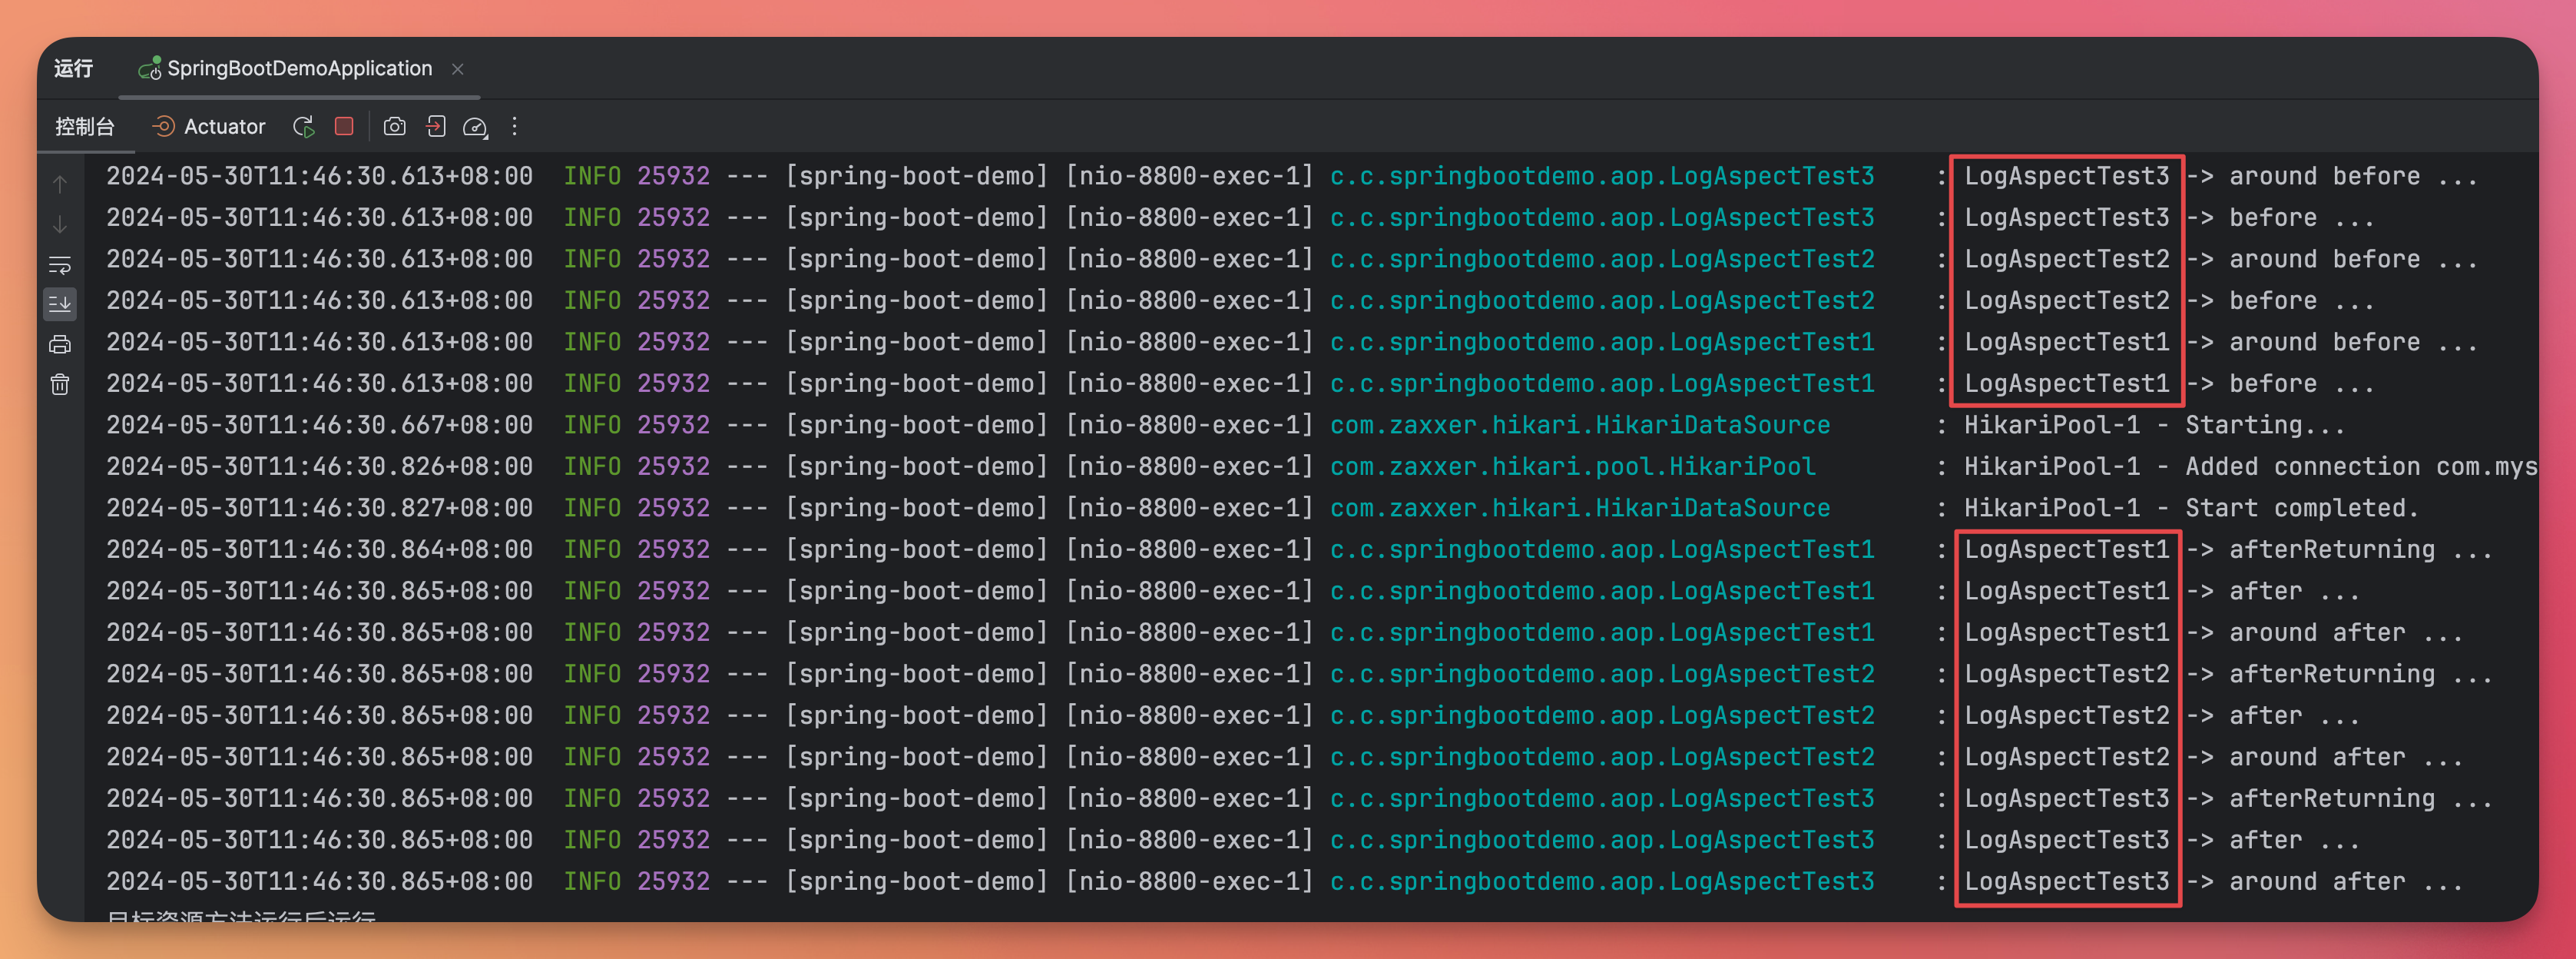 运行 SpringBootDemoApplication
控制台 Actuator
2024-05-30T11:46:30.613+08:00 INFO 25932 --- [spring-boot-demo] [nio-8800-exec-1] c.c.springbootdemo.aop.LogAspectTest3 : LogAspectTest3 -> around before ...
2024-05-30T11:46:30.613+08:00 INFO 25932 --- [spring-boot-demo] [nio-8800-exec-1] c.c.springbootdemo.aop.LogAspectTest3 : LogAspectTest3 -> before ...
2024-05-30T11:46:30.613+08:00 INFO 25932 --- [spring-boot-demo] [nio-8800-exec-1] c.c.springbootdemo.aop.LogAspectTest2 : LogAspectTest2 -> around before ...
2024-05-30T11:46:30.613+08:00 INFO 25932 --- [spring-boot-demo] [nio-8800-exec-1] c.c.springbootdemo.aop.LogAspectTest2 : LogAspectTest2 -> before ...
2024-05-30T11:46:30.613+08:00 INFO 25932 --- [spring-boot-demo] [nio-8800-exec-1] c.c.springbootdemo.aop.LogAspectTest1 : LogAspectTest1 -> around before ...
2024-05-30T11:46:30.613+08:00 INFO 25932 --- [spring-boot-demo] [nio-8800-exec-1] c.c.springbootdemo.aop.LogAspectTest1 : LogAspectTest1 -> before ...
2024-05-30T11:46:30.667+08:00 INFO 25932 --- [spring-boot-demo] [nio-8800-exec-1] com.zaxxer.hikari.HikariDataSource : HikariPool-1 - Starting...
2024-05-30T11:46:30.826+08:00 INFO 25932 --- [spring-boot-demo] [nio-8800-exec-1] com.zaxxer.hikari.pool.HikariPool : HikariPool-1 - Added connection com.mys
2024-05-30T11:46:30.827+08:00 INFO 25932 --- [spring-boot-demo] [nio-8800-exec-1] com.zaxxer.hikari.HikariDataSource : HikariPool-1 - Start completed.
2024-05-30T11:46:30.864+08:00 INFO 25932 --- [spring-boot-demo] [nio-8800-exec-1] c.c.springbootdemo.aop.LogAspectTest1 : LogAspectTest1 -> afterReturning ...
2024-05-30T11:46:30.865+08:00 INFO 25932 --- [spring-boot-demo] [nio-8800-exec-1] c.c.springbootdemo.aop.LogAspectTest1 : LogAspectTest1 -> after ...
2024-05-30T11:46:30.865+08:00 INFO 25932 --- [spring-boot-demo] [nio-8800-exec-1] c.c.springbootdemo.aop.LogAspectTest1 : LogAspectTest1 -> around after ...
2024-05-30T11:46:30.865+08:00 INFO 25932 --- [spring-boot-demo] [nio-8800-exec-1] c.c.springbootdemo.aop.LogAspectTest2 : LogAspectTest2 -> afterReturning ...
2024-05-30T11:46:30.865+08:00 INFO 25932 --- [spring-boot-demo] [nio-8800-exec-1] c.c.springbootdemo.aop.LogAspectTest2 : LogAspectTest2 -> after ...
2024-05-30T11:46:30.865+08:00 INFO 25932 --- [spring-boot-demo] [nio-8800-exec-1] c.c.springbootdemo.aop.LogAspectTest2 : LogAspectTest2 -> around after ...
2024-05-30T11:46:30.865+08:00 INFO 25932 --- [spring-boot-demo] [nio-8800-exec-1] c.c.springbootdemo.aop.LogAspectTest3 : LogAspectTest3 -> afterReturning ...
2024-05-30T11:46:30.865+08:00 INFO 25932 --- [spring-boot-demo] [nio-8800-exec-1] c.c.springbootdemo.aop.LogAspectTest3 : LogAspectTest3 -> after ...
2024-05-30T11:46:30.865+08:00 INFO 25932 --- [spring-boot-demo] [nio-8800-exec-1] c.c.springbootdemo.aop.LogAspectTest3 : LogAspectTest3 -> around after ...
目标资源方法运行后运行